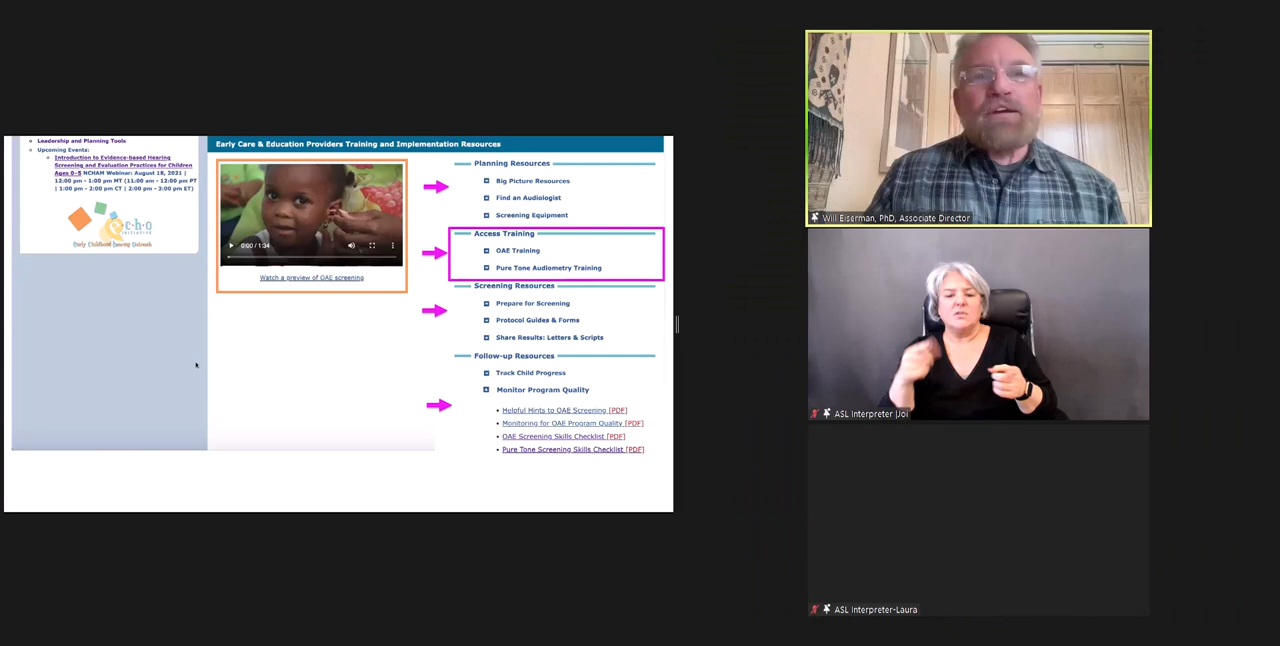 Leadership and Planning Tools
Upcoming Events:
Introduction to Evidence-based Hearing
Screening and Evaluation Practices for Children
Ages 0-5 NCHAM Webinar: August 18, 2021 |
12:00 pm - 1:00 pm MT (11:00 am - 12:00 pm PT
| 1:00 pm - 2:00 pm CT | 2:00 pm - 3:00 pm ET)
e·c·h·o
INITIATIVE
Early Childhood Hearing Outreach
Early Care & Education Providers Training and Implementation Resources
0:00 / 1:34
Watch a preview of OAE screening
Planning Resources
Big Picture Resources
Find an Audiologist
Screening Equipment
Access Training
OAE Training
Pure Tone Audiometry Training
Screening Resources
Prepare for Screening
Protocol Guides & Forms
Share Results: Letters & Scripts
Follow-up Resources
Track Child Progress
Monitor Program Quality
• Helpful Hints to OAE Screening [PDF]
• Monitoring for OAE Program Quality [PDF]
• OAE Screening Skills Checklist [PDF]
• Pure Tone Screening Skills Checklist [PDF]
Will Eiserman, PhD, Associate Director
ASL Interpreter |Joi
ASL Interpreter-Laura